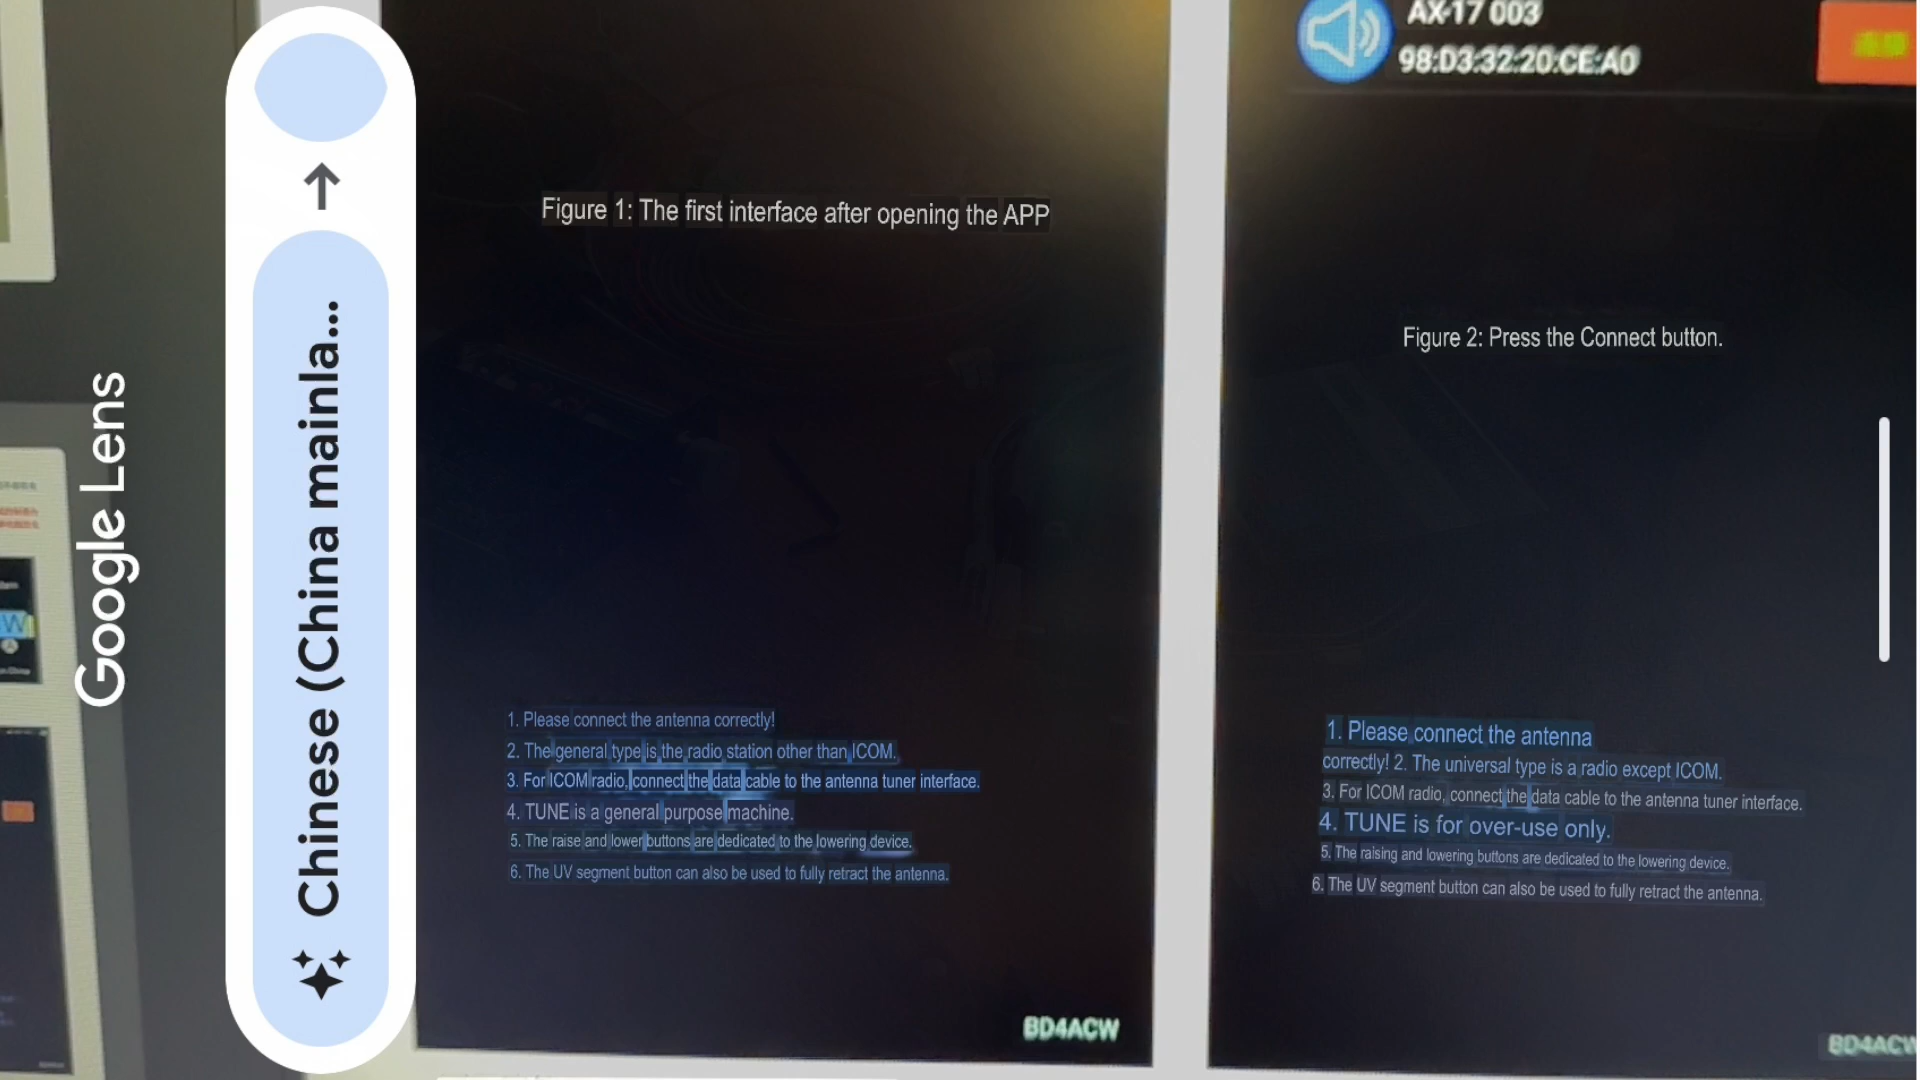 Google Lens
Chinese (China mainla...
Figure 1: The first interface after opening the APP
1. Please connect the antenna correctly!
2. The general type is the radio station other than ICOM.
3. For ICOM radio, connect the data cable to the antenna tuner interface.
4. TUNE is a general purpose machine.
5. The raise and lower buttons are dedicated to the lowering device.
6. The UV segment button can also be used to fully retract the antenna.
BD4ACW
AX-17 003
98:D3:32:20:CE:A0
Figure 2: Press the Connect button.
1. Please connect the antenna
correctly! 2. The universal type is a radio except ICOM.
3. For ICOM radio, connect the data cable to the antenna tuner interface.
4. TUNE is for over-use only.
5. The raising and lowering buttons are dedicated to the lowering device.
6. The UV segment button can also be used to fully retract the antenna.
BD4ACW